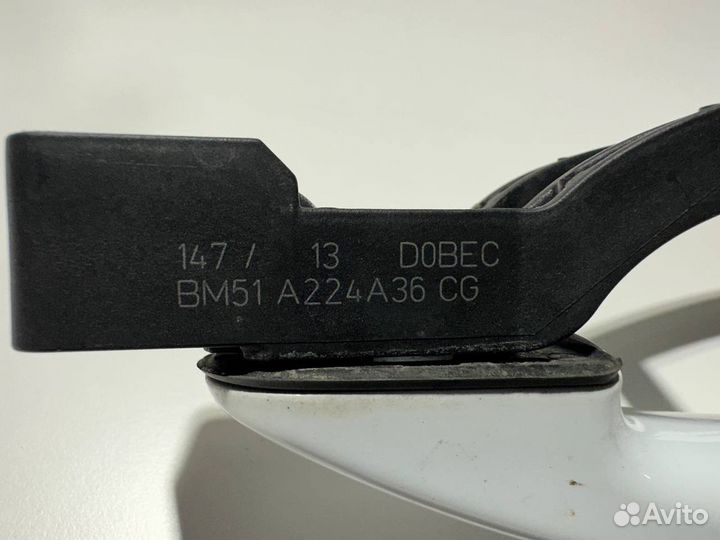 147 / 13 D0BEC
BM51 A224A36 CG
Avito